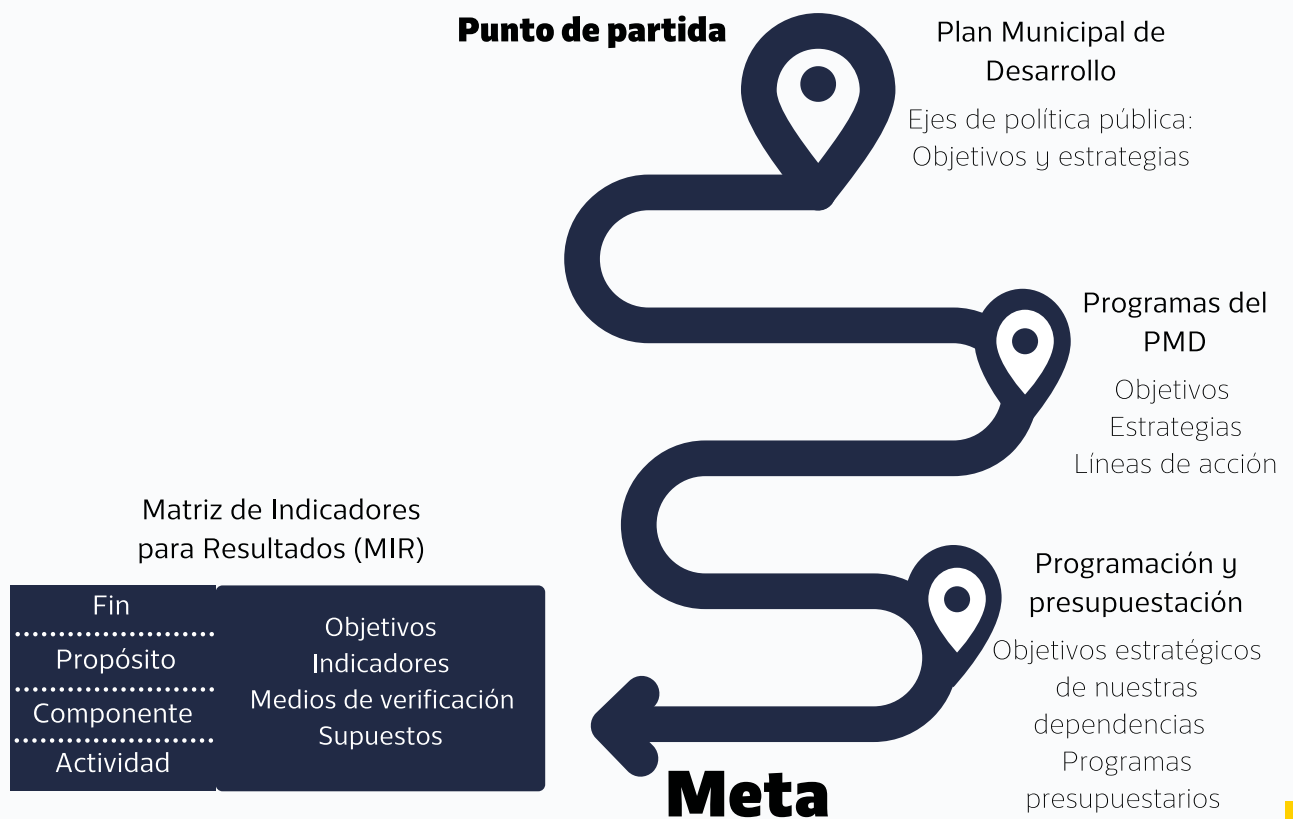 Punto de partida
Plan Municipal de
Desarrollo
Ejes de política pública:
Objetivos y estrategias
Programas del
PMD
Objetivos
Estrategias
Líneas de acción
Programación y
presupuestación
Objetivos estratégicos
de nuestras
dependencias
Programas
presupuestarios
Matriz de Indicadores
para Resultados (MIR)
Fin
Propósito
Componente
Actividad
Objetivos
Indicadores
Medios de verificación
Supuestos
Meta